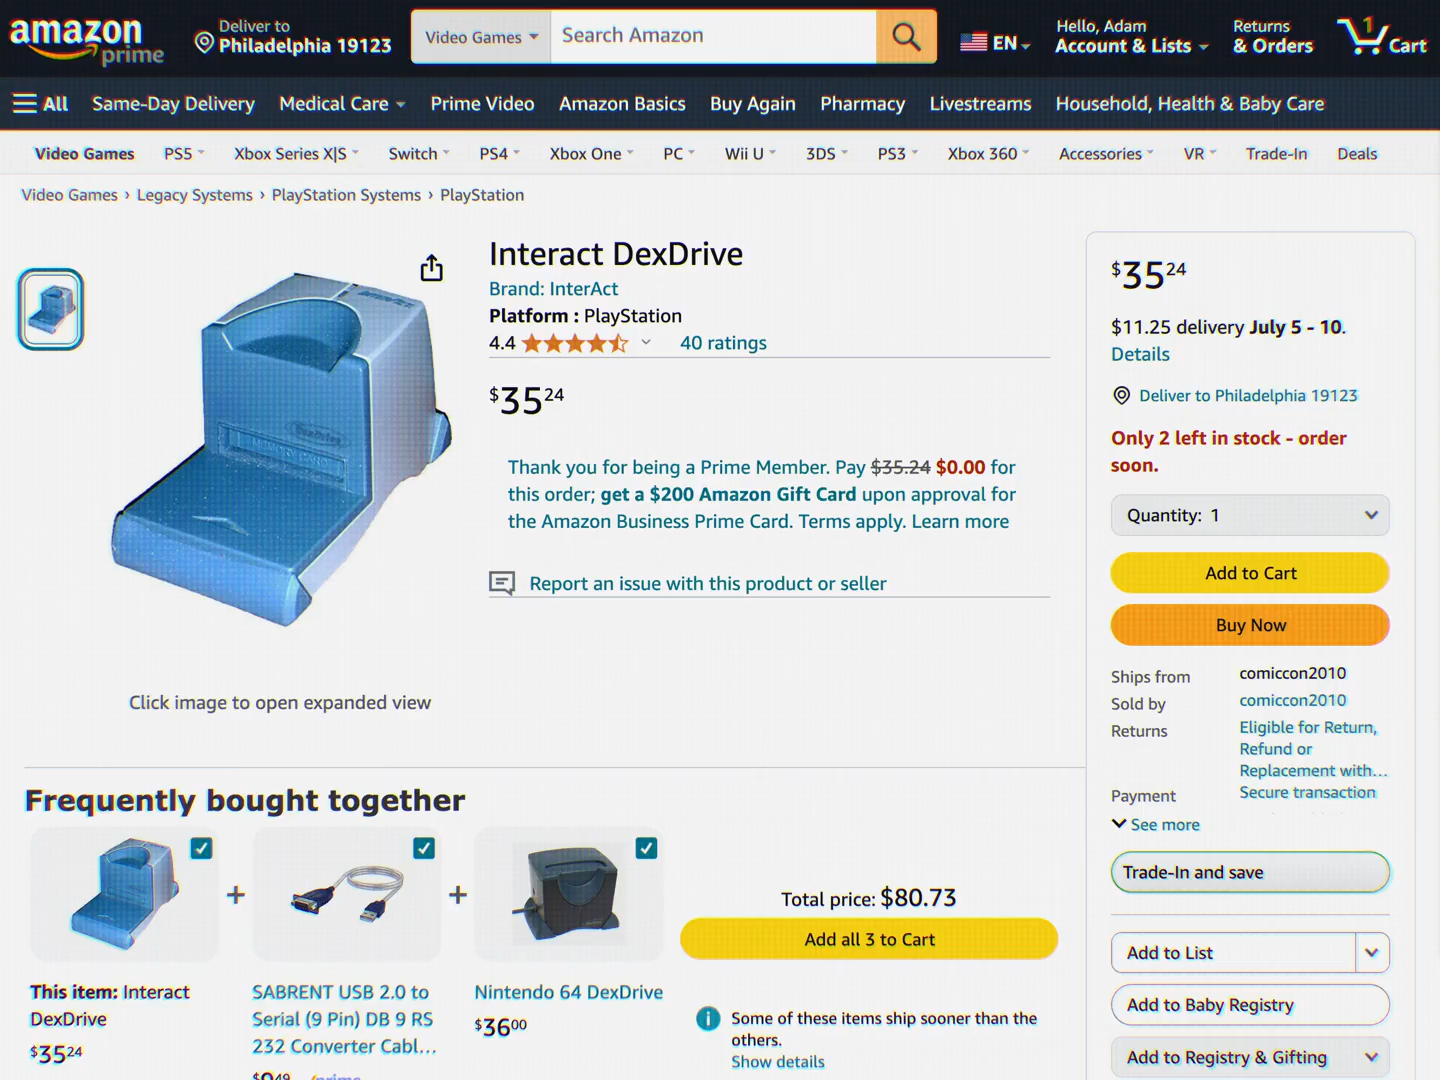 amazon prime
Deliver to
Philadelphia 19123
Video Games
Search Amazon
EN
Hello, Adam
Account & Lists
Returns
& Orders
1
Cart
All
Same-Day Delivery
Medical Care
Prime Video
Amazon Basics
Buy Again
Pharmacy
Livestreams
Household, Health & Baby Care
Video Games
PS5
Xbox Series X|S
Switch
PS4
Xbox One
PC
Wii U
3DS
PS3
Xbox 360
Accessories
VR
Trade-In
Deals
Video Games › Legacy Systems › PlayStation Systems › PlayStation
MEMORY CARD
Click image to open expanded view
Interact DexDrive
Brand: InterAct
Platform : PlayStation
4.4
40 ratings
$35 24
Thank you for being a Prime Member. Pay $35.24 $0.00 for
this order; get a $200 Amazon Gift Card upon approval for
the Amazon Business Prime Card. Terms apply. Learn more
Report an issue with this product or seller
$35 24
$11.25 delivery July 5 - 10.
Details
Deliver to Philadelphia 19123
Only 2 left in stock - order
soon.
Quantity: 1
Add to Cart
Buy Now
Ships from comiccon2010
Sold by comiccon2010
Returns Eligible for Return,
Refund or
Replacement with…
Payment Secure transaction
See more
Trade-In and save
Add to List
Add to Baby Registry
Add to Registry & Gifting
Frequently bought together
+
+
This item: Interact
DexDrive
$35 24
SABRENT USB 2.0 to
Serial (9 Pin) DB 9 RS
232 Converter Cabl…
$9 49 prime
Nintendo 64 DexDrive
$36 00
Total price: $80.73
Add all 3 to Cart
Some of these items ship sooner than the
others.
Show details